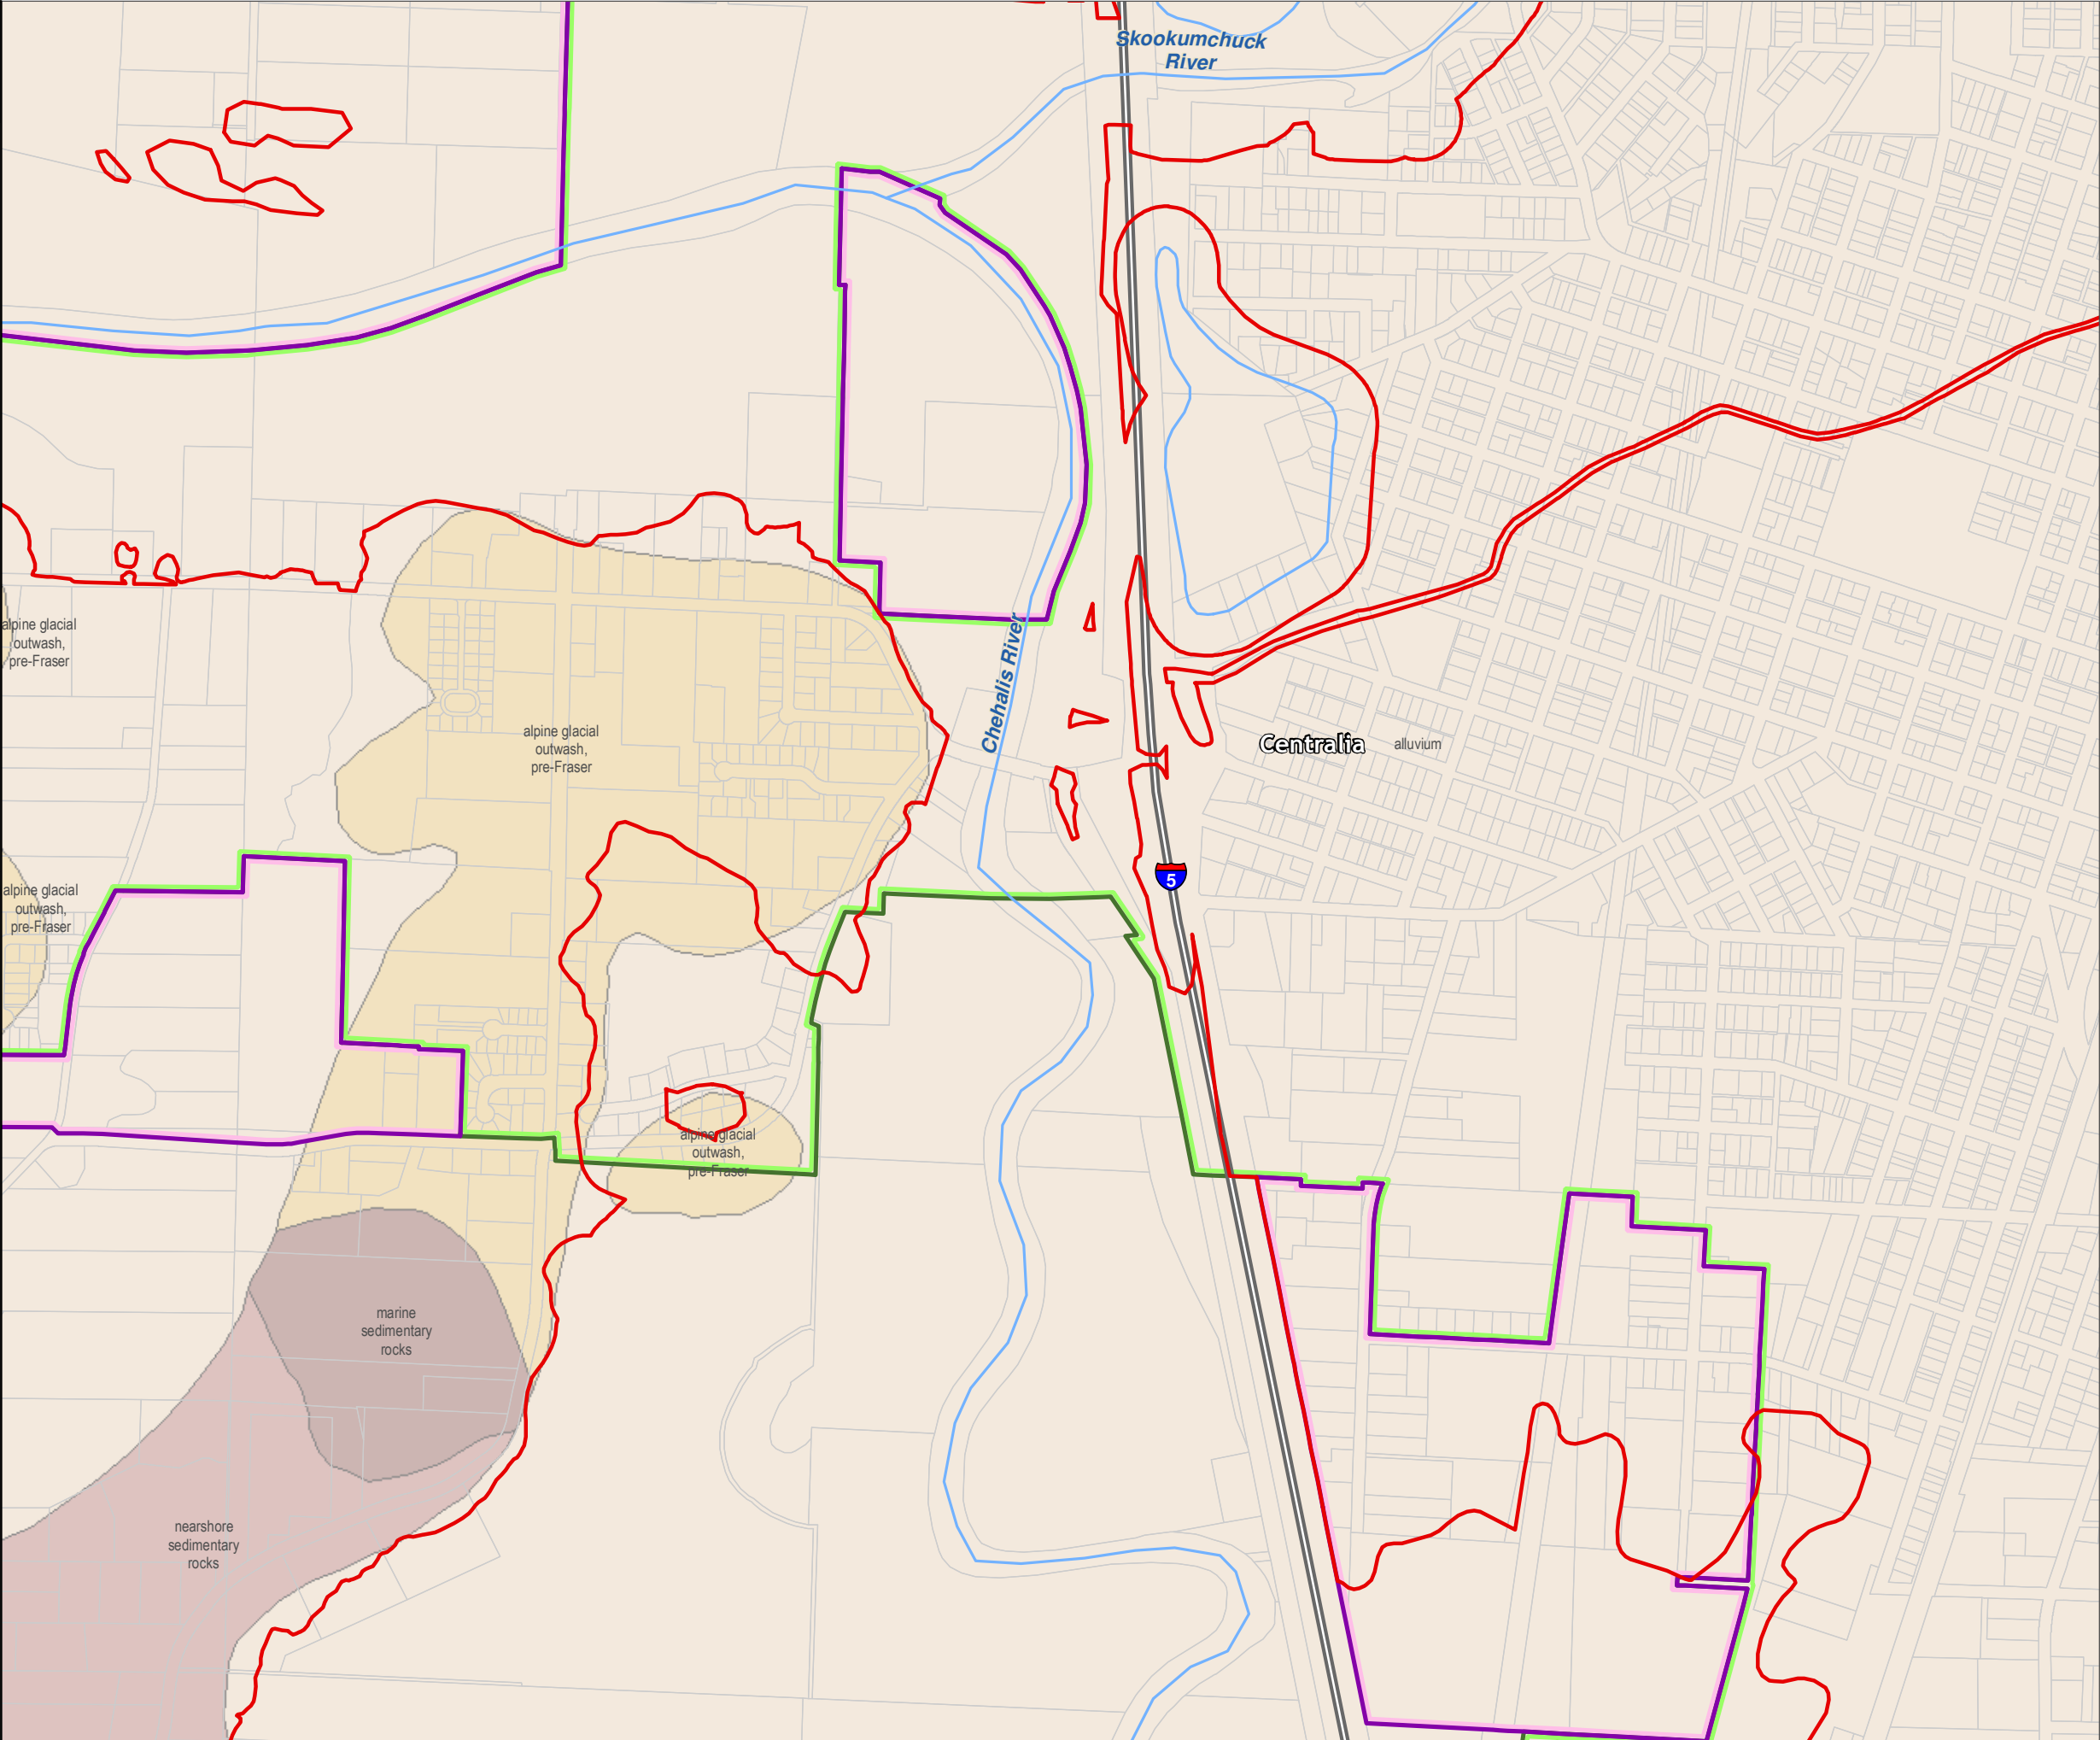 Skookumchuck
River
alpine glacial
outwash,
pre-Fraser
Chehalis River
alpine glacial
outwash,
pre-Fraser
Centralia
alluvium
5
alpine glacial
outwash,
pre-Fraser
alpine glacial
outwash,
pre-Fraser
marine
sedimentary
rocks
nearshore
sedimentary
rocks